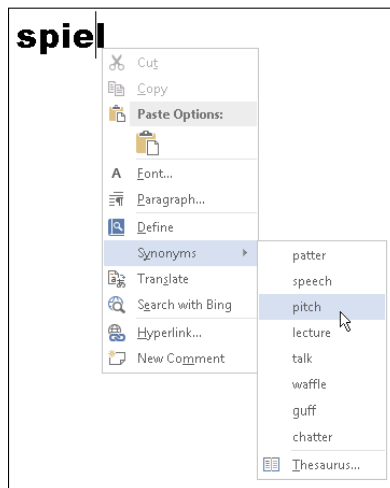 spiel
Cut
Copy
Paste Options:
Font...
Paragraph...
Define
Synonyms
Translate
Search with Bing
Hyperlink...
New Comment
patter
speech
pitch
lecture
talk
waffle
guff
chatter
Thesaurus...